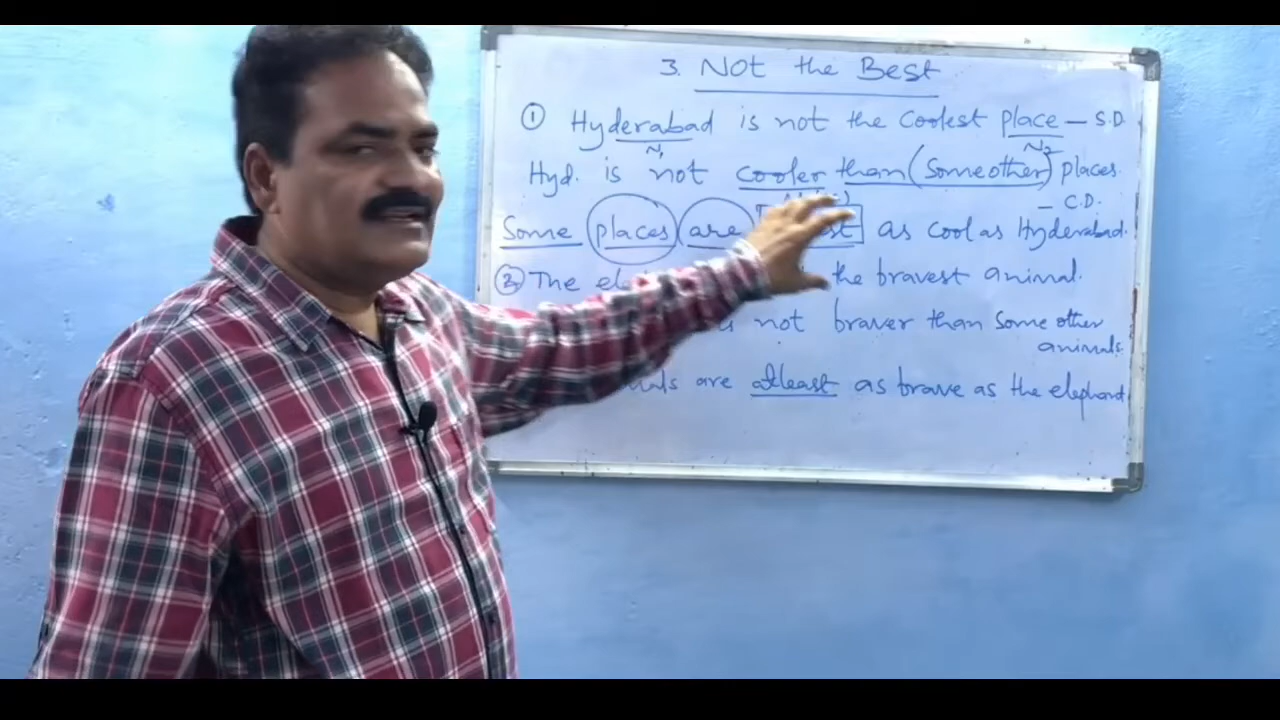 3. Not the Best
① Hyderabad is not the coolest place – S.D.
N₁ N₂
Hyd. is not cooler than (Some other) places.
– C.D.
Some places are as cool as Hyderabad.
② The the bravest animal.
not braver than some other
animals.
are atleast as brave as the elephant.